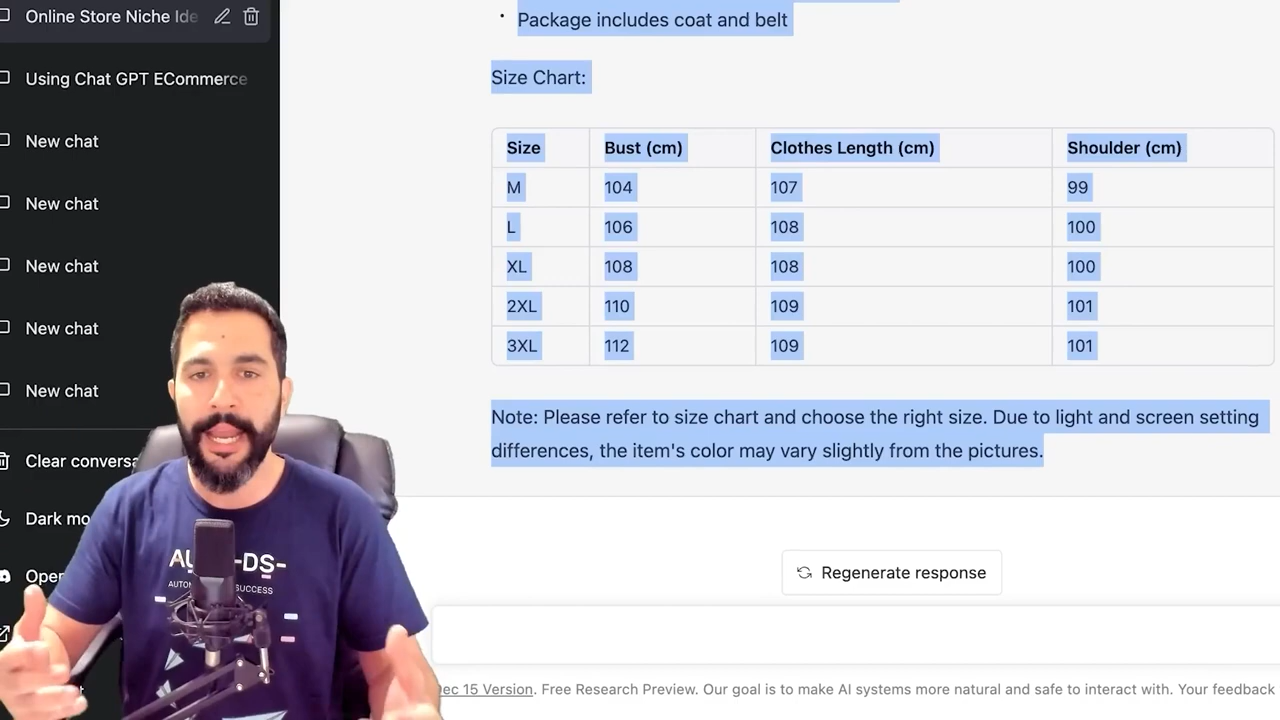 Online Store Niche Ide
Using Chat GPT ECommerce
New chat
New chat
New chat
New chat
New chat
Clear conversa
Dark mo
Oper
Package includes coat and belt
Size Chart:
Size Bust (cm) Clothes Length (cm) Shoulder (cm)
M 104 107 99
L 106 108 100
XL 108 108 100
2XL 110 109 101
3XL 112 109 101
Note: Please refer to size chart and choose the right size. Due to light and screen setting
differences, the item's color may vary slightly from the pictures.
Regenerate response
ec 15 Version. Free Research Preview. Our goal is to make AI systems more natural and safe to interact with. Your feedback
DS-
SUCCESS